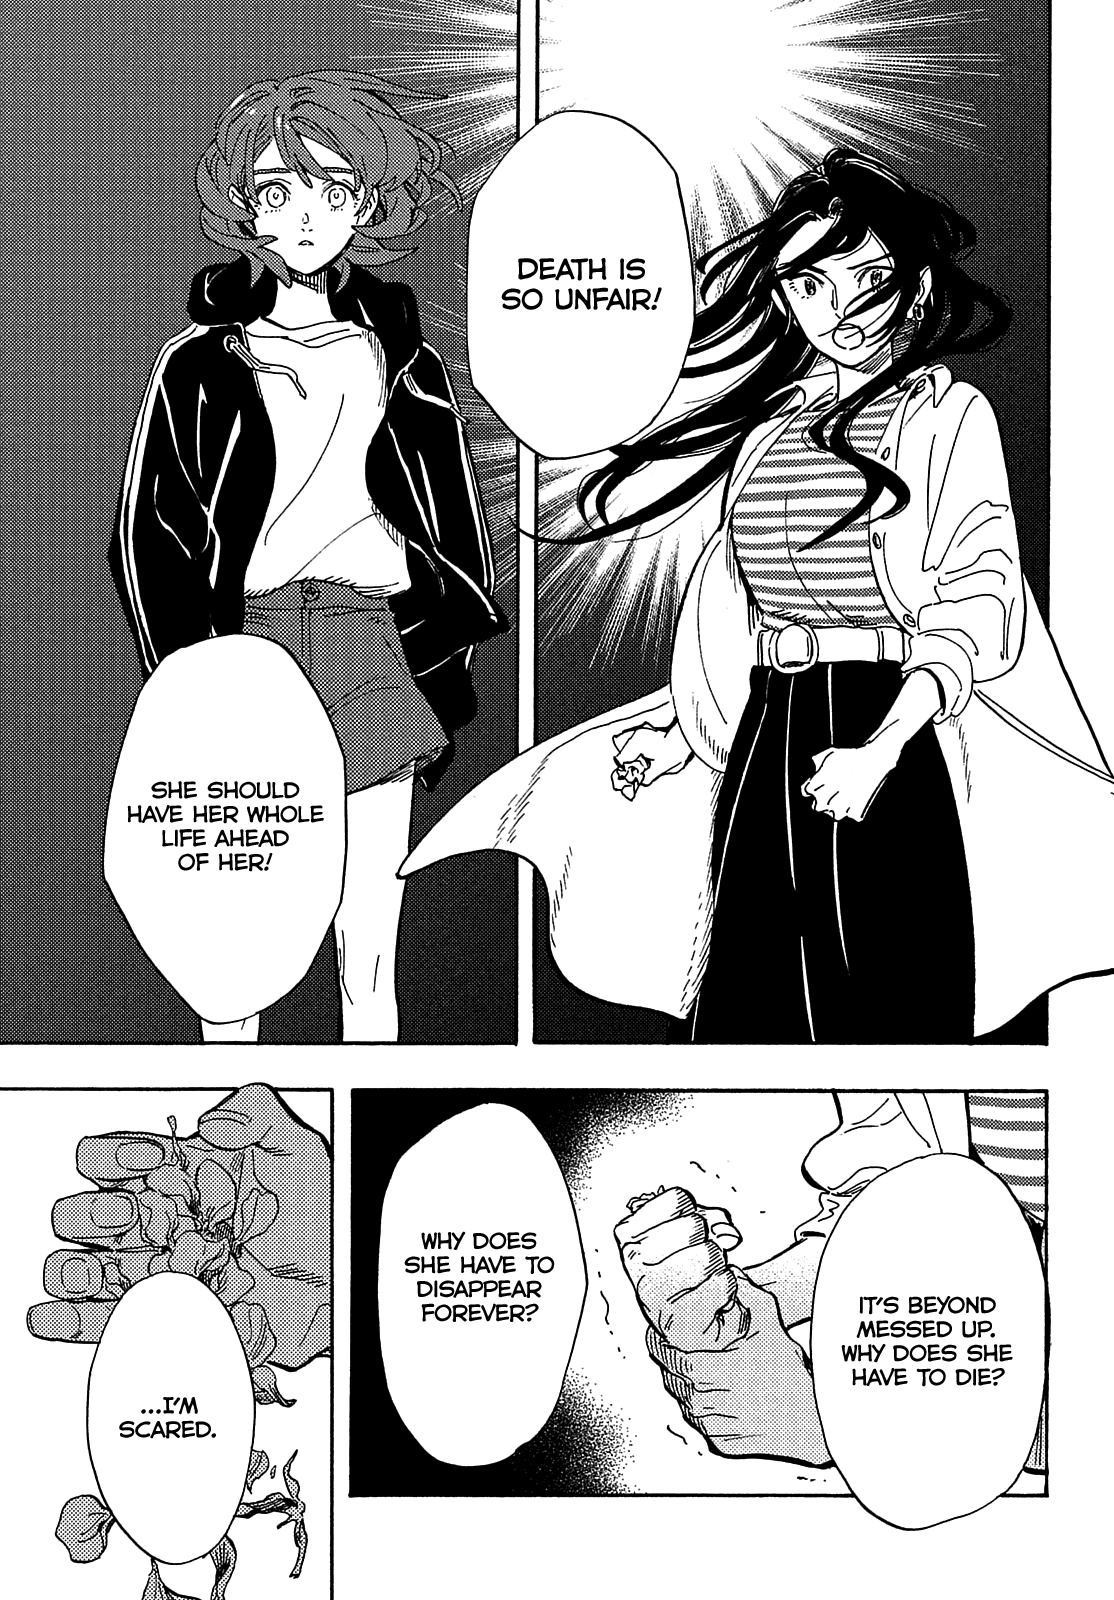 DEATH IS
SO UNFAIR!
SHE SHOULD
HAVE HER WHOLE
LIFE AHEAD
OF HER!
IT'S BEYOND
MESSED UP.
WHY DOES SHE
HAVE TO DIE?
WHY DOES
SHE HAVE TO
DISAPPEAR
FOREVER?
...I'M
SCARED.